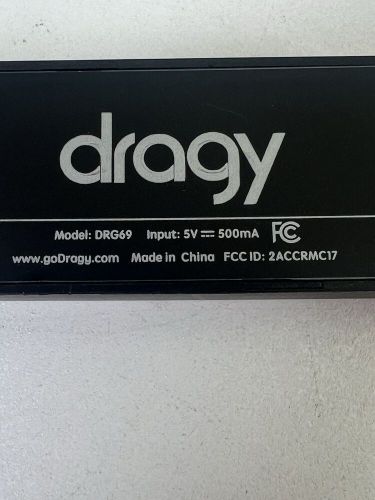 dragy
Model: DRG69 Input: 5V ⎓ 500mA FC
www.goDragy.com Made in China FCC ID: 2ACCRMC17